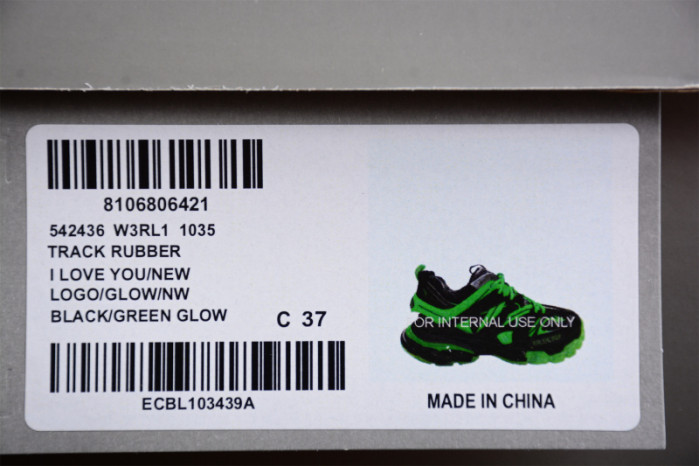 8106806421
542436 W3RL1 1035
TRACK RUBBER
I LOVE YOU/NEW
LOGO/GLOW/NW
BLACK/GREEN GLOW
C 37
ECBL103439A
OR INTERNAL USE ONLY
MADE IN CHINA